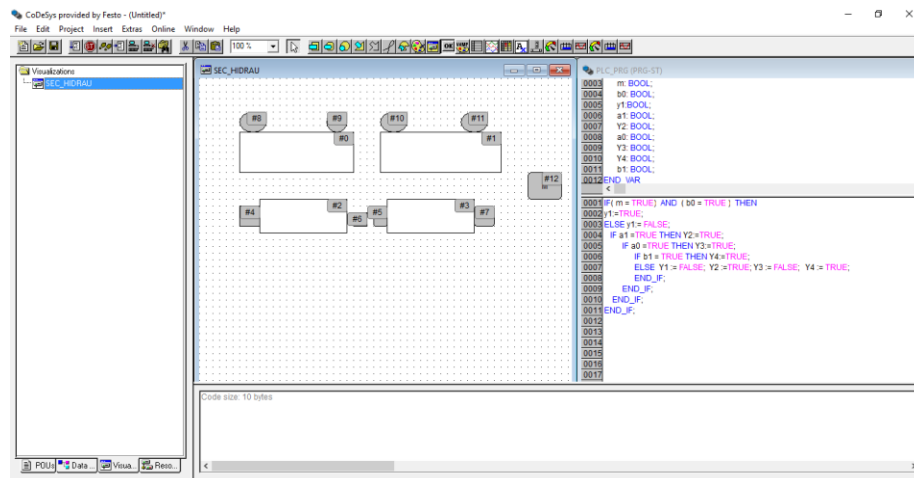 CoDeSys provided by Festo - (Untitled)*
File Edit Project Insert Extras Online Window Help
100 %
OK
Visualizations
SEC_HIDRAU
SEC_HIDRAU
#8 #9 #10 #11
#0 #1
#12
m
#4 #2 #6 #5 #3 #7
PLC_PRG (PRG-ST)
0003 m: BOOL;
0004 b0: BOOL;
0005 y1:BOOL;
0006 a1: BOOL;
0007 Y2: BOOL;
0008 a0: BOOL;
0009 Y3: BOOL;
0010 Y4: BOOL;
0011 b1: BOOL;
0012 END_VAR
0001 IF( m = TRUE) AND ( b0 = TRUE ) THEN
0002 y1:=TRUE;
0003 ELSE y1:= FALSE;
0004 IF a1 =TRUE THEN Y2:=TRUE;
0005 IF a0 =TRUE THEN Y3:=TRUE;
0006 IF b1 = TRUE THEN Y4:=TRUE;
0007 ELSE Y1 := FALSE; Y2 :=TRUE; Y3 := FALSE; Y4 := TRUE;
0008 END_IF;
0009 END_IF;
0010 END_IF;
0011 END_IF;
0012
0013
0014
0015
0016
0017
Code size: 10 bytes
POUs Data ... Visua... Reso...